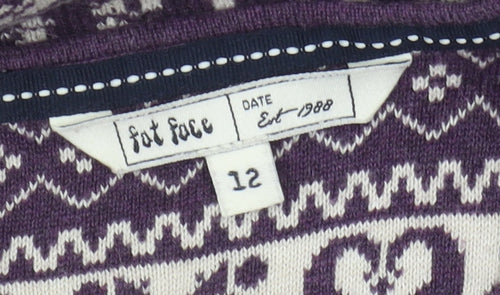 fat face
DATE
Est 1988
12